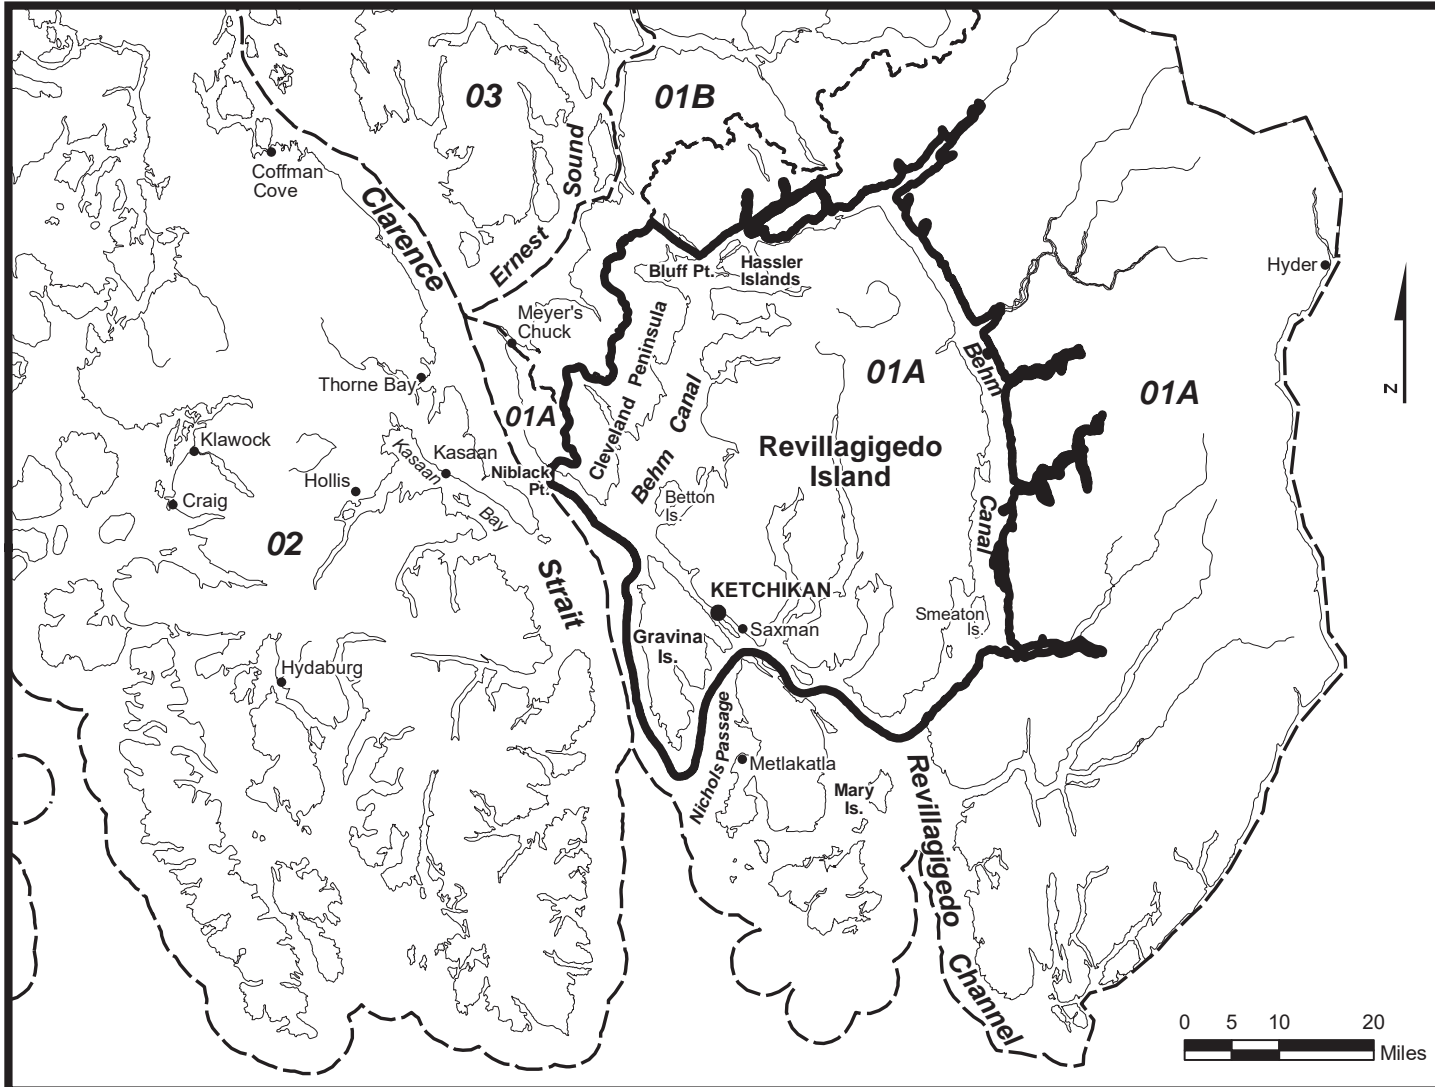 03
01B
Coffman
Cove
Clarence
Ernest
Sound
Hyder
Bluff Pt.
Hassler
Islands
Meyer's
Chuck
Thorne Bay
01A
Cleveland Peninsula
Behm Canal
01A
Behm
Canal
01A
Z
Klawock
Craig
Hollis
Kasaan
Kasaan
Bay
Niblack
Pt.
Revillagigedo
Island
Betton
Is.
02
Strait
KETCHIKAN
Saxman
Gravina
Is.
Smeaton
Is.
Hydaburg
Nichols Passage
Metlakatla
Mary
Is.
Revillagigedo
Channel
0 5 10 20
Miles